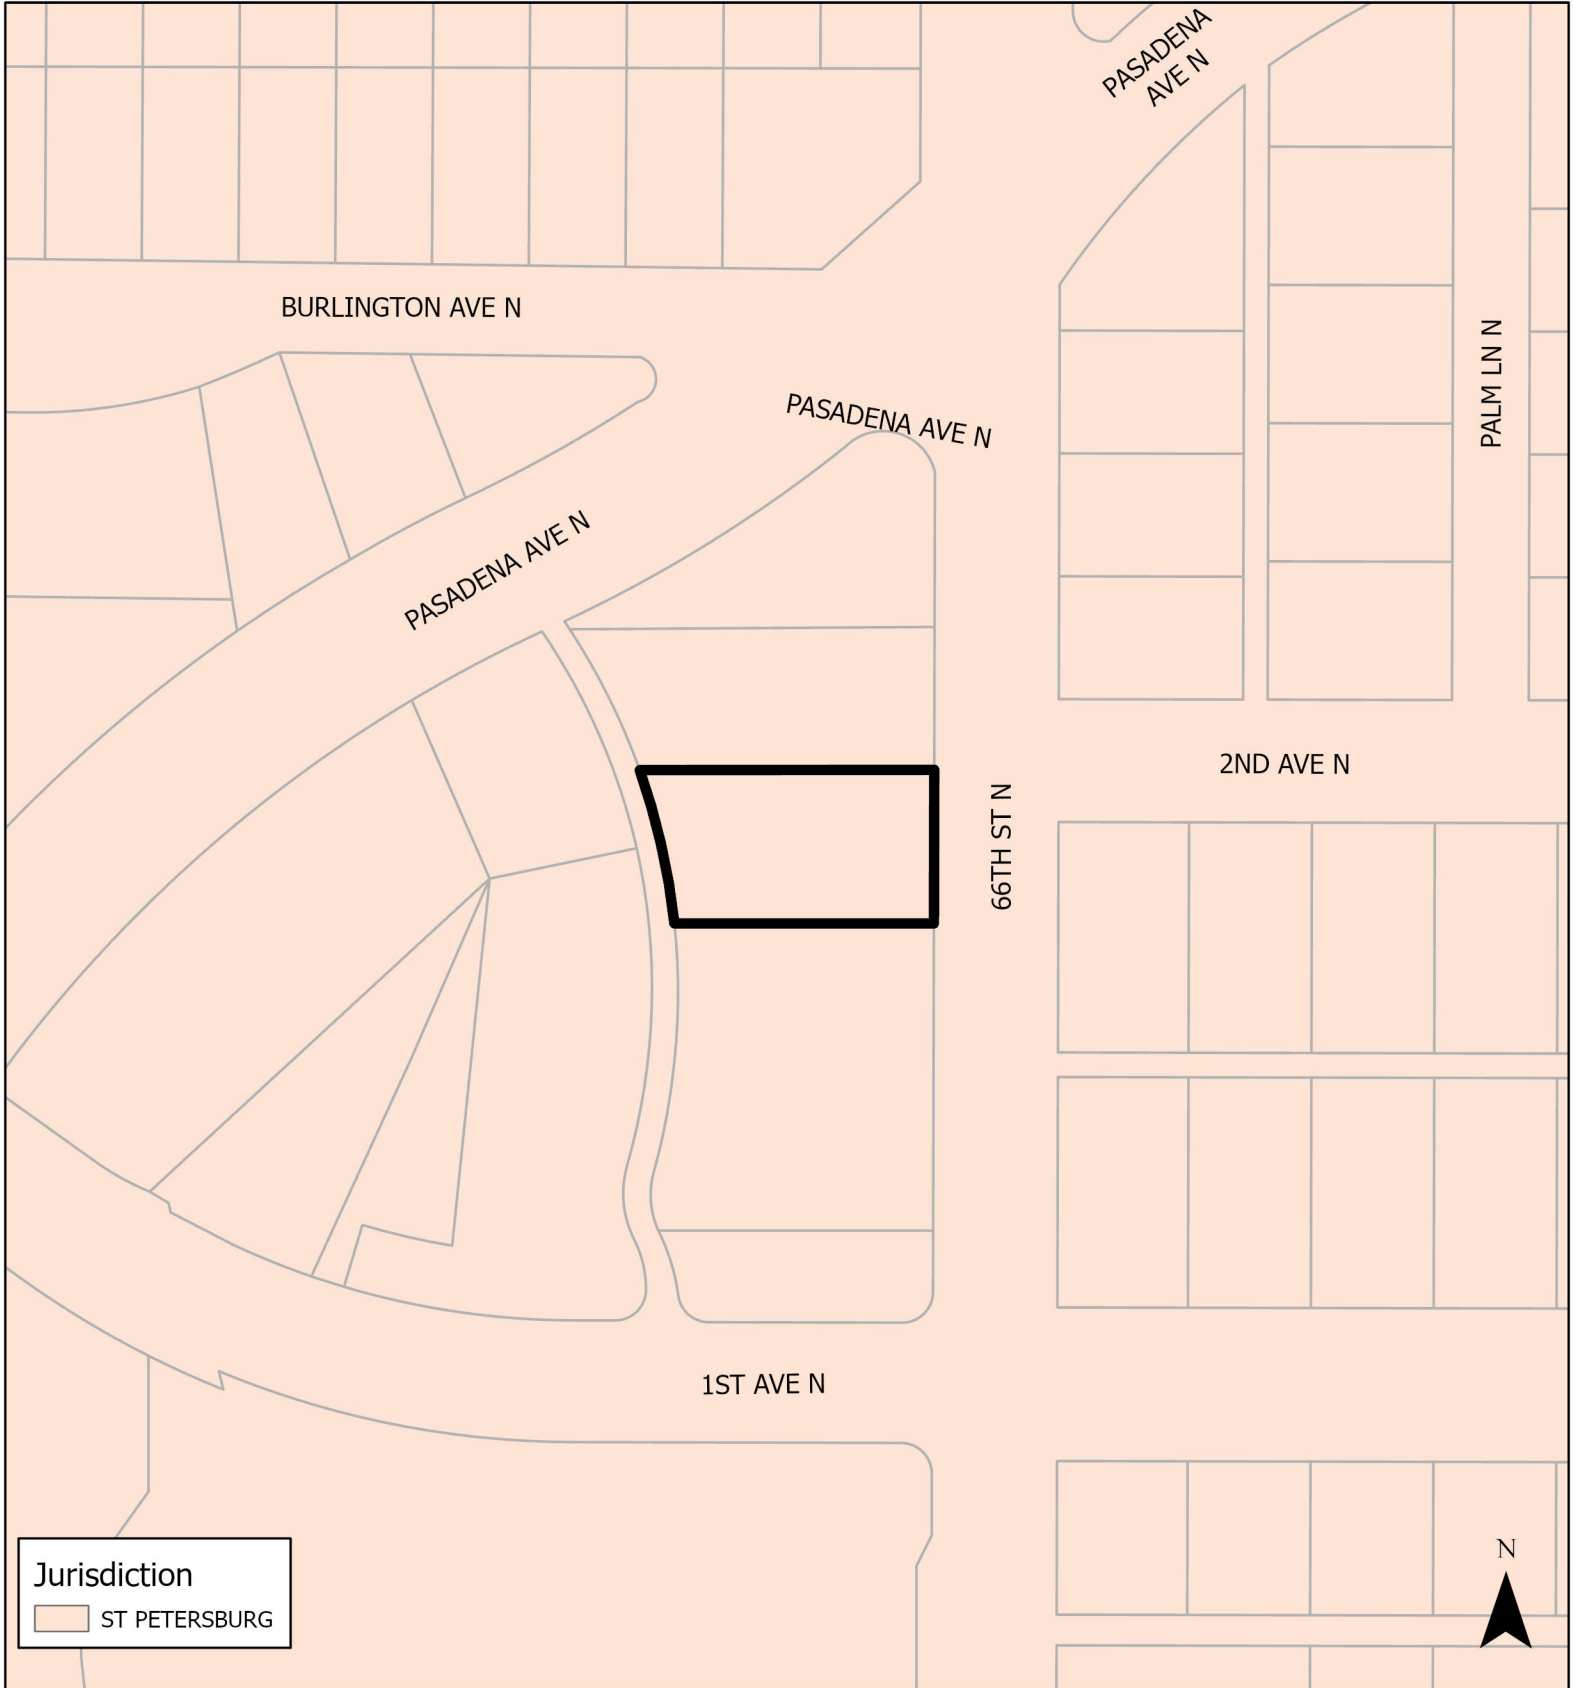 PASADENA
AVE N
BURLINGTON AVE N
PALM LN N
PASADENA AVE N
PASADENA AVE N
2ND AVE N
66TH ST N
1ST AVE N
N
Jurisdiction
ST PETERSBURG